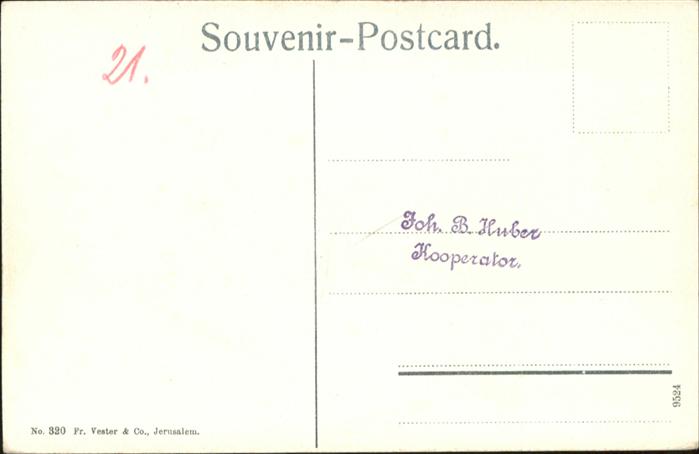 Souvenir-Postcard.
21.
Joh. B. Huber
Kooperator.
9524
No. 320 Fr. Vester & Co., Jerusalem.